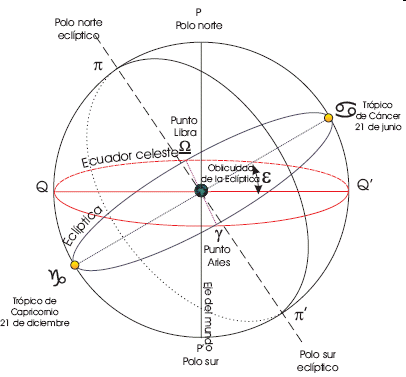 P
Polo norte
Polo norte
eclíptico
π
Punto
Libra
Ω
Ecuador celeste
♋
Trópico
de Cáncer
21 de junio
Oblicuidad
de la Eclíptica
ε
Q
Q'
Eclíptica
γ
Punto
Aries
♑
Trópico de
Capricornio
21 de diciembre
Eje del mundo
π'
P'
Polo sur
Polo sur
eclíptico